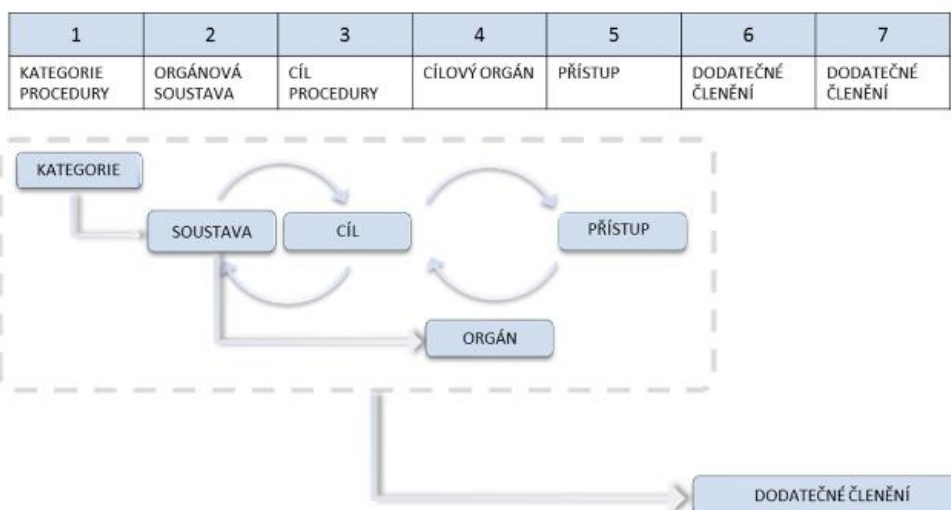 1 2 3 4 5 6 7
KATEGORIE PROCEDURY
ORGÁNOVÁ SOUSTAVA
CÍL PROCEDURY
CÍLOVÝ ORGÁN
PŘÍSTUP
DODATEČNÉ ČLENĚNÍ
DODATEČNÉ ČLENĚNÍ
KATEGORIE
SOUSTAVA
CÍL
PŘÍSTUP
ORGÁN
DODATEČNÉ ČLENĚNÍ